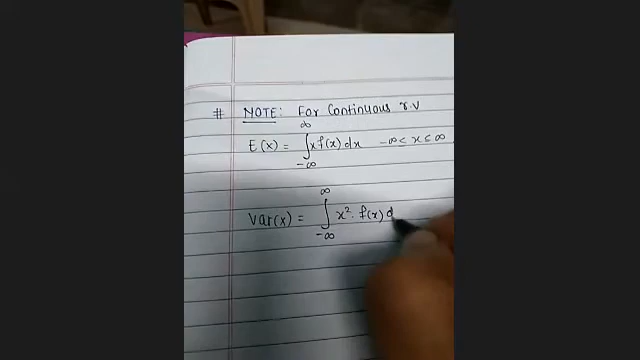 # NOTE: For Continuous r.v
E(x) = ∫_{-∞}^{∞} x f(x) dx   -∞ ≤ x ≤ ∞
Var(x) = ∫_{-∞}^{∞} x². f(x) d